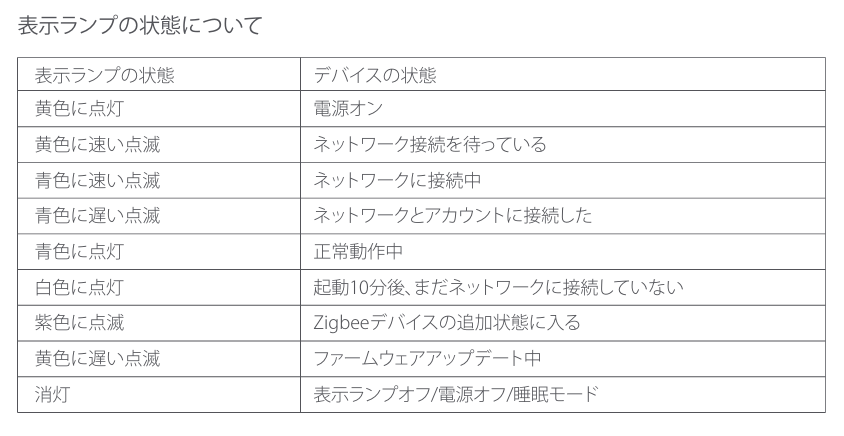 表示ランプの状態について
表示ランプの状態 デバイスの状態
黄色に点灯 電源オン
黄色に速い点滅 ネットワーク接続を待っている
青色に速い点滅 ネットワークに接続中
青色に遅い点滅 ネットワークとアカウントに接続した
青色に点灯 正常動作中
白色に点灯 起動10分後、まだネットワークに接続していない
紫色に点滅 Zigbeeデバイスの追加状態に入る
黄色に遅い点滅 ファームウェアアップデート中
消灯 表示ランプオフ/電源オフ/睡眠モード